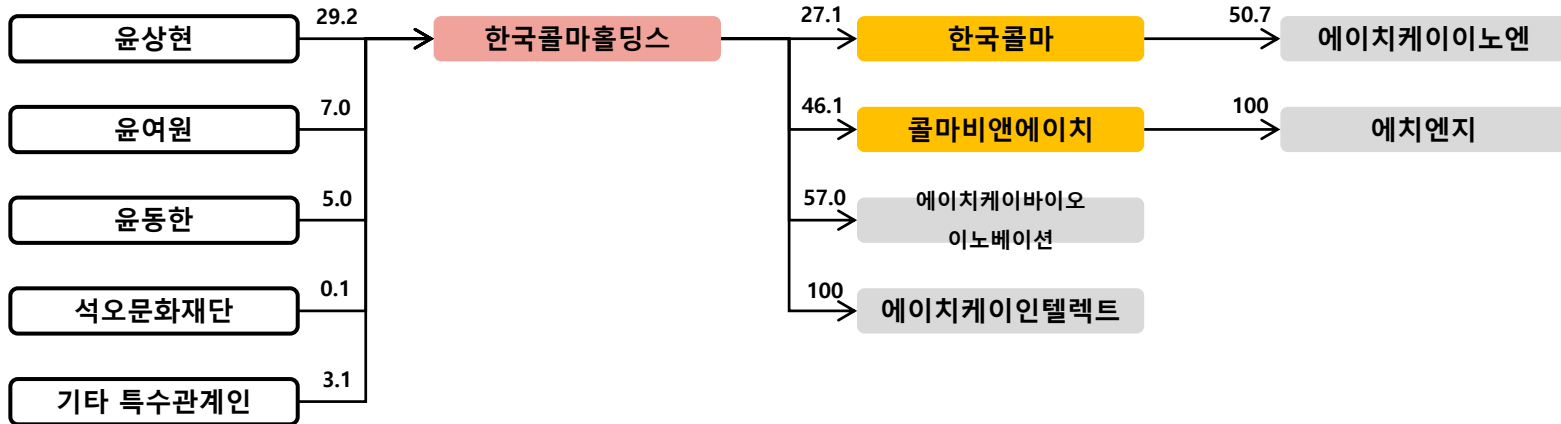 29.2
27.1
50.7
윤상현
한국콜마홀딩스
한국콜마
에이치케이이노엔
7.0
46.1
100
윤여원
콜마비앤에이치
에치엔지
5.0
57.0
윤동한
에이치케이바이오
이노베이션
0.1
100
석오문화재단
에이치케이인텔렉트
3.1
기타 특수관계인